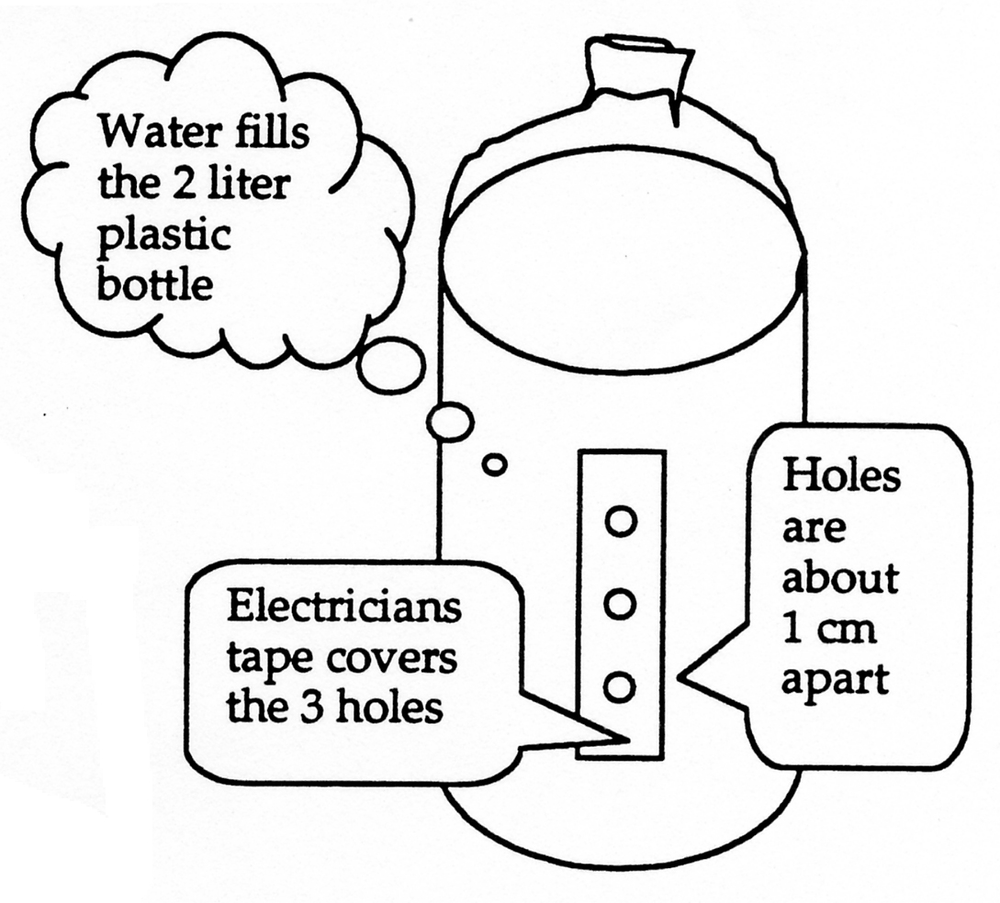 Water fills
the 2 liter
plastic
bottle
Holes
are
about
1 cm
apart
Electricians
tape covers
the 3 holes